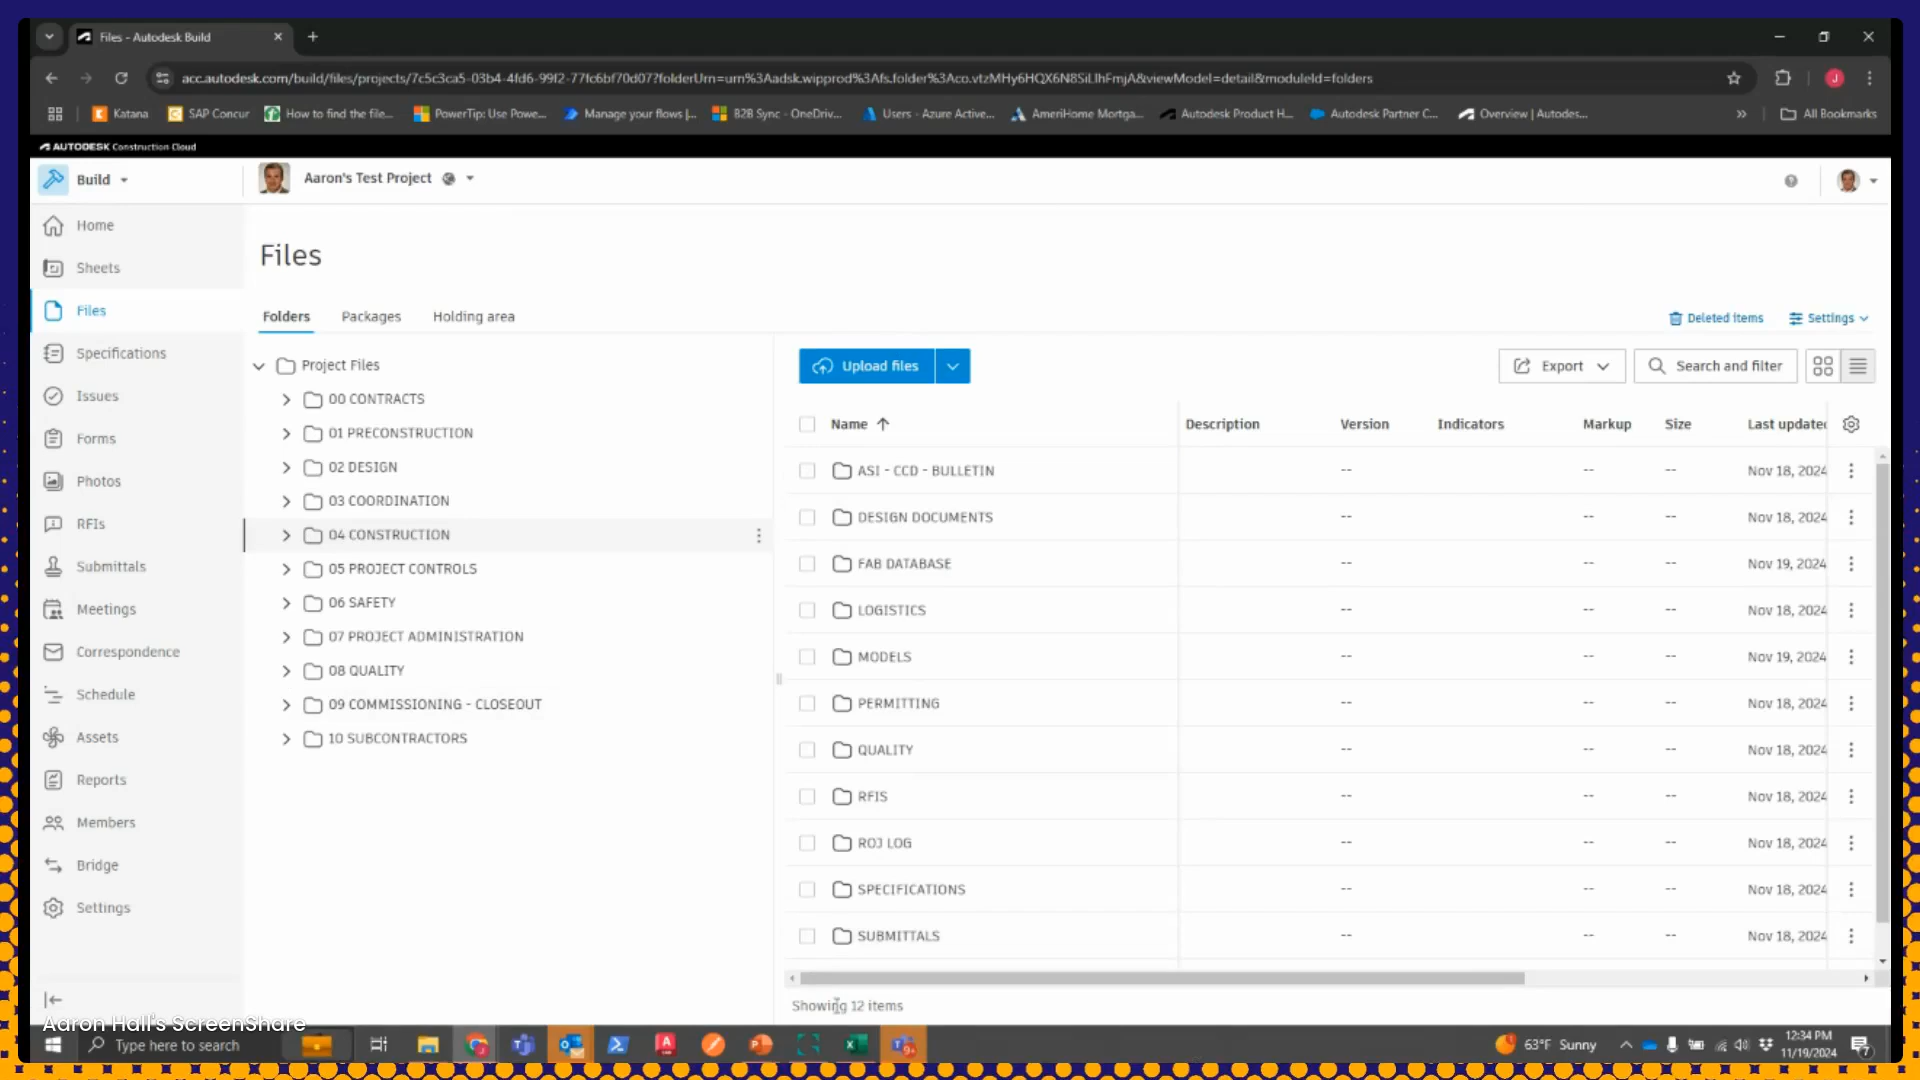 Files - Autodesk Build
acc.autodesk.com/build/files/projects/7c5c3ca5-03b4-4fd6-99f2-77fc6bf70d07?folderUrn=urn%3Aadsk.wipprod%3Afs.folder%3Aco.vtzMHy6HQX6N8SiLIhFmjA&viewModel=detail&moduleId=folders
Katana SAP Concur How to find the file... PowerTip: Use Powe... Manage your flows |... B2B Sync - OneDriv... Users - Azure Active... AmeriHome Mortga... Autodesk Product H... Autodesk Partner C... Overview | Autodes... » All Bookmarks
AUTODESK Construction Cloud
Build
Aaron's Test Project
Home
Sheets
Files
Specifications
Issues
Forms
Photos
RFIs
Submittals
Meetings
Correspondence
Schedule
Assets
Reports
Members
Bridge
Settings
Files
Folders Packages Holding area
Deleted items Settings
Project Files
00 CONTRACTS
01 PRECONSTRUCTION
02 DESIGN
03 COORDINATION
04 CONSTRUCTION
05 PROJECT CONTROLS
06 SAFETY
07 PROJECT ADMINISTRATION
08 QUALITY
09 COMMISSIONING - CLOSEOUT
10 SUBCONTRACTORS
Upload files Export Search and filter
Name Description Version Indicators Markup Size Last updated
ASI - CCD - BULLETIN -- -- -- Nov 18, 2024
DESIGN DOCUMENTS -- -- -- Nov 18, 2024
FAB DATABASE -- -- -- Nov 19, 2024
LOGISTICS -- -- -- Nov 18, 2024
MODELS -- -- -- Nov 19, 2024
PERMITTING -- -- -- Nov 18, 2024
QUALITY -- -- -- Nov 18, 2024
RFIS -- -- -- Nov 18, 2024
ROJ LOG -- -- -- Nov 18, 2024
SPECIFICATIONS -- -- -- Nov 18, 2024
SUBMITTALS -- -- -- Nov 18, 2024
Showing 12 items
Aaron Hall's ScreenShare
Type here to search
63°F Sunny
12:34 PM
11/19/2024